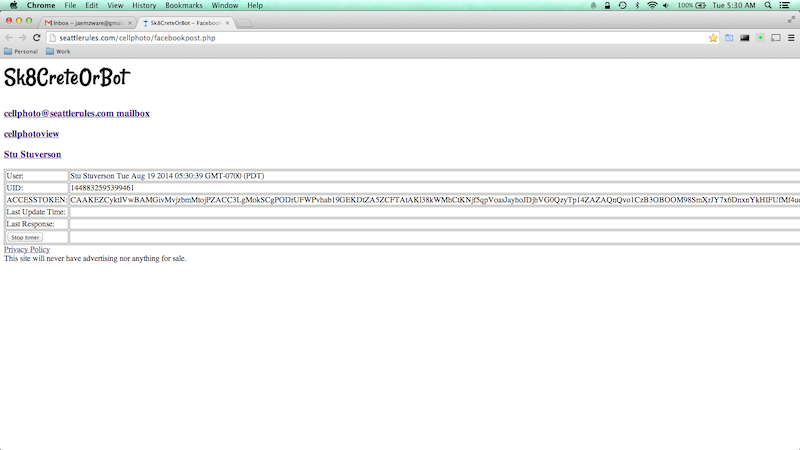 Chrome File Edit View History Bookmarks Window Help 100% Tue 5:30 AM
Inbox - jaemzware@gmai Sk8CreteOrBot - Facebook
seattlerules.com/cellphoto/facebookpost.php
Personal Work
Sk8CreteOrBot
cellphoto@seattlerules.com mailbox
cellphotoview
Stu Stuverson
User: Stu Stuverson Tue Aug 19 2014 05:30:39 GMT-0700 (PDT)
UID: 1448832595399461
ACCESSTOKEN:
Last Update Time:
Last Response:
Stop timer
Privacy Policy
This site will never have advertising nor anything for sale.